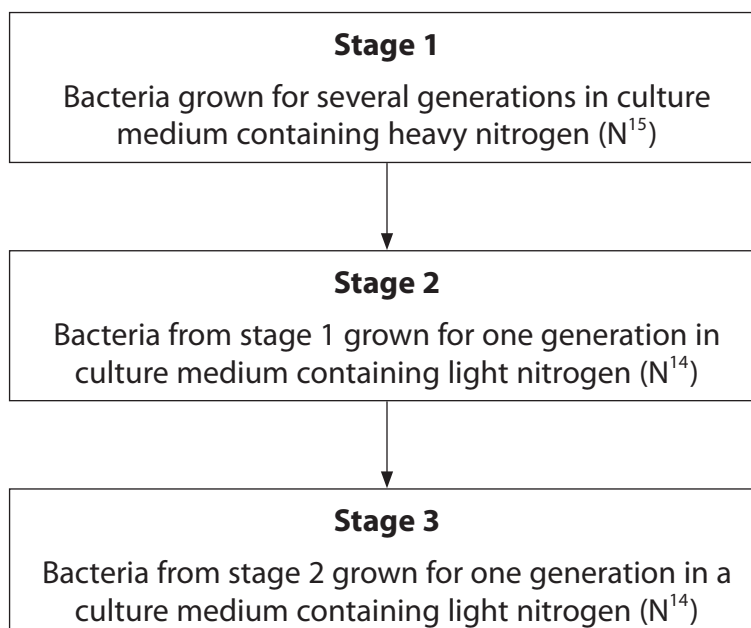 Stage 1
Bacteria grown for several generations in culture
medium containing heavy nitrogen (N¹⁵)
Stage 2
Bacteria from stage 1 grown for one generation in
culture medium containing light nitrogen (N¹⁴)
Stage 3
Bacteria from stage 2 grown for one generation in a
culture medium containing light nitrogen (N¹⁴)